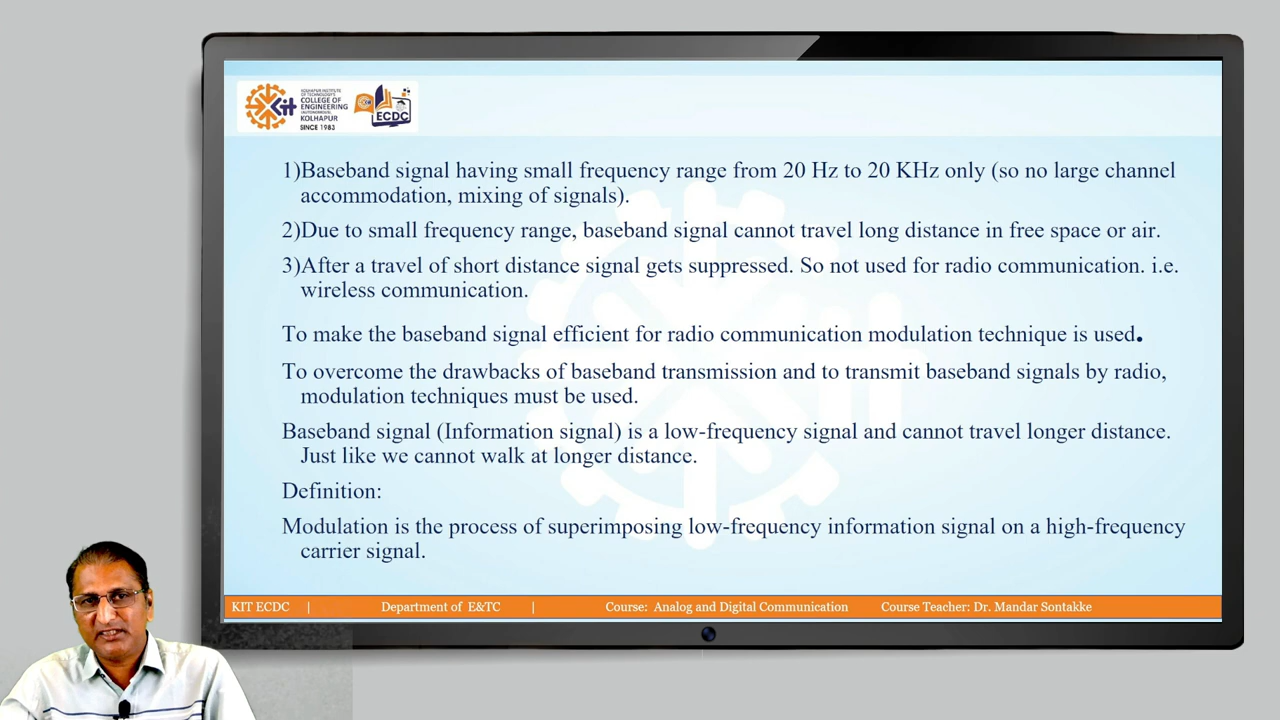 KOLHAPUR INSTITUTE
OF TECHNOLOGY'S
COLLEGE OF
ENGINEERING
(AUTONOMOUS)
KOLHAPUR
SINCE 1983
Kit
ECDC
1)Baseband signal having small frequency range from 20 Hz to 20 KHz only (so no large channel
accommodation, mixing of signals).
2)Due to small frequency range, baseband signal cannot travel long distance in free space or air.
3)After a travel of short distance signal gets suppressed. So not used for radio communication. i.e.
wireless communication.
To make the baseband signal efficient for radio communication modulation technique is used.
To overcome the drawbacks of baseband transmission and to transmit baseband signals by radio,
modulation techniques must be used.
Baseband signal (Information signal) is a low-frequency signal and cannot travel longer distance.
Just like we cannot walk at longer distance.
Definition:
Modulation is the process of superimposing low-frequency information signal on a high-frequency
carrier signal.
KIT ECDC | Department of E&TC | Course: Analog and Digital Communication Course Teacher: Dr. Mandar Sontakke